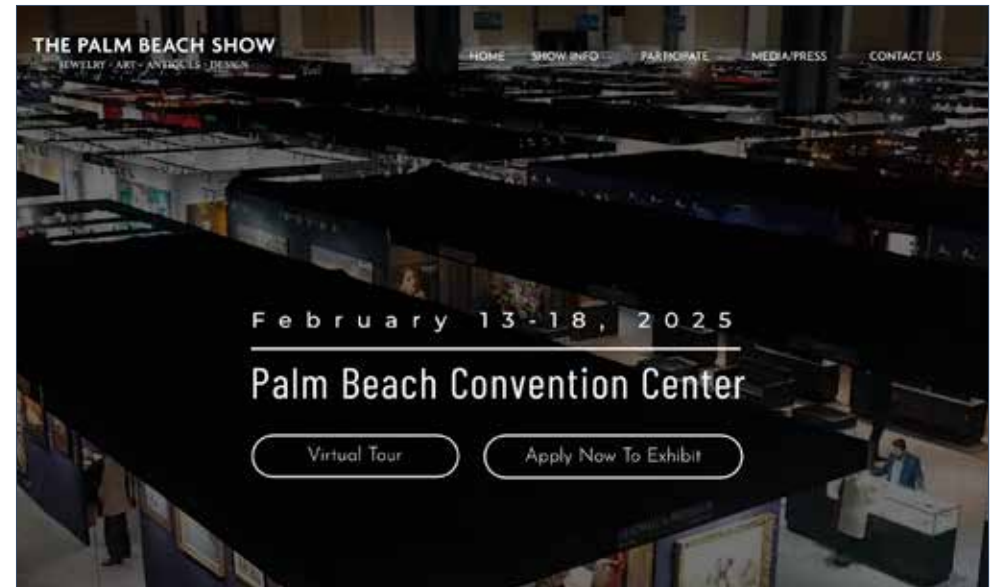 THE PALM BEACH SHOW
JEWELRY - ART - ANTIQUES - DESIGN
HOME SHOW INFO PARTICIPATE MEDIA/PRESS CONTACT US
February 13-18, 2025
Palm Beach Convention Center
Virtual Tour Apply Now To Exhibit